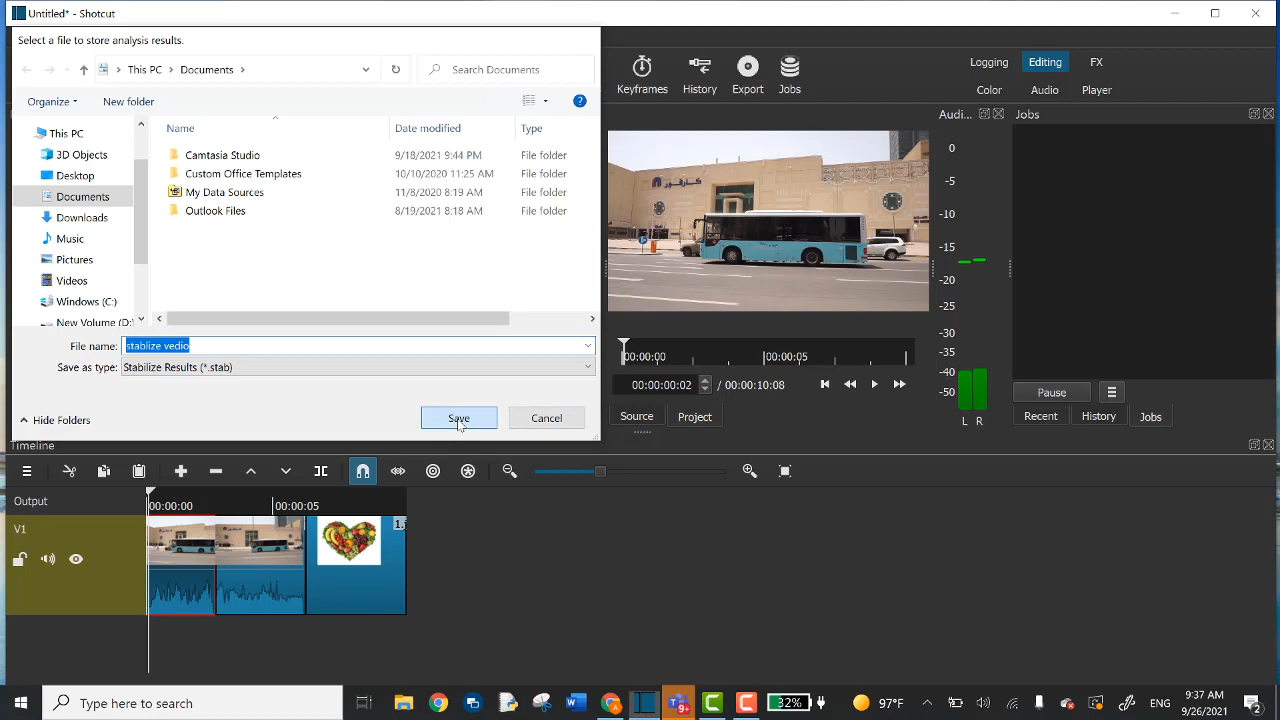 Untitled* - Shotcut
Select a file to store analysis results.
This PC
Documents
Search Documents
Organize
New folder
?
Name
Date modified
Type
This PC
3D Objects
Desktop
Documents
Downloads
Music
Pictures
Videos
Windows (C:)
New Volume (D:
Camtasia Studio 9/18/2021 9:44 PM File folder
Custom Office Templates 10/10/2020 11:25 AM File folder
My Data Sources 11/8/2020 8:19 AM File folder
Outlook Files 8/19/2021 8:18 AM File folder
File name: stablize vedio
Save as type: Stabilize Results (*.stab)
Hide Folders
Save
Cancel
Keyframes
History
Export
Jobs
Logging
Editing
FX
Color
Audio
Player
Audi...
Jobs
0
-5
-10
-15
-20
-25
-30
-35
-40
-50
L R
كارفور
00:00:00
00:00:05
00:00:00:02 / 00:00:10:08
Source
Project
Pause
Recent
History
Jobs
Timeline
Output
00:00:00
00:00:05
V1
1.j
Type here to search
9+
32%
97°F
ENG
9:37 AM
9/26/2021
2